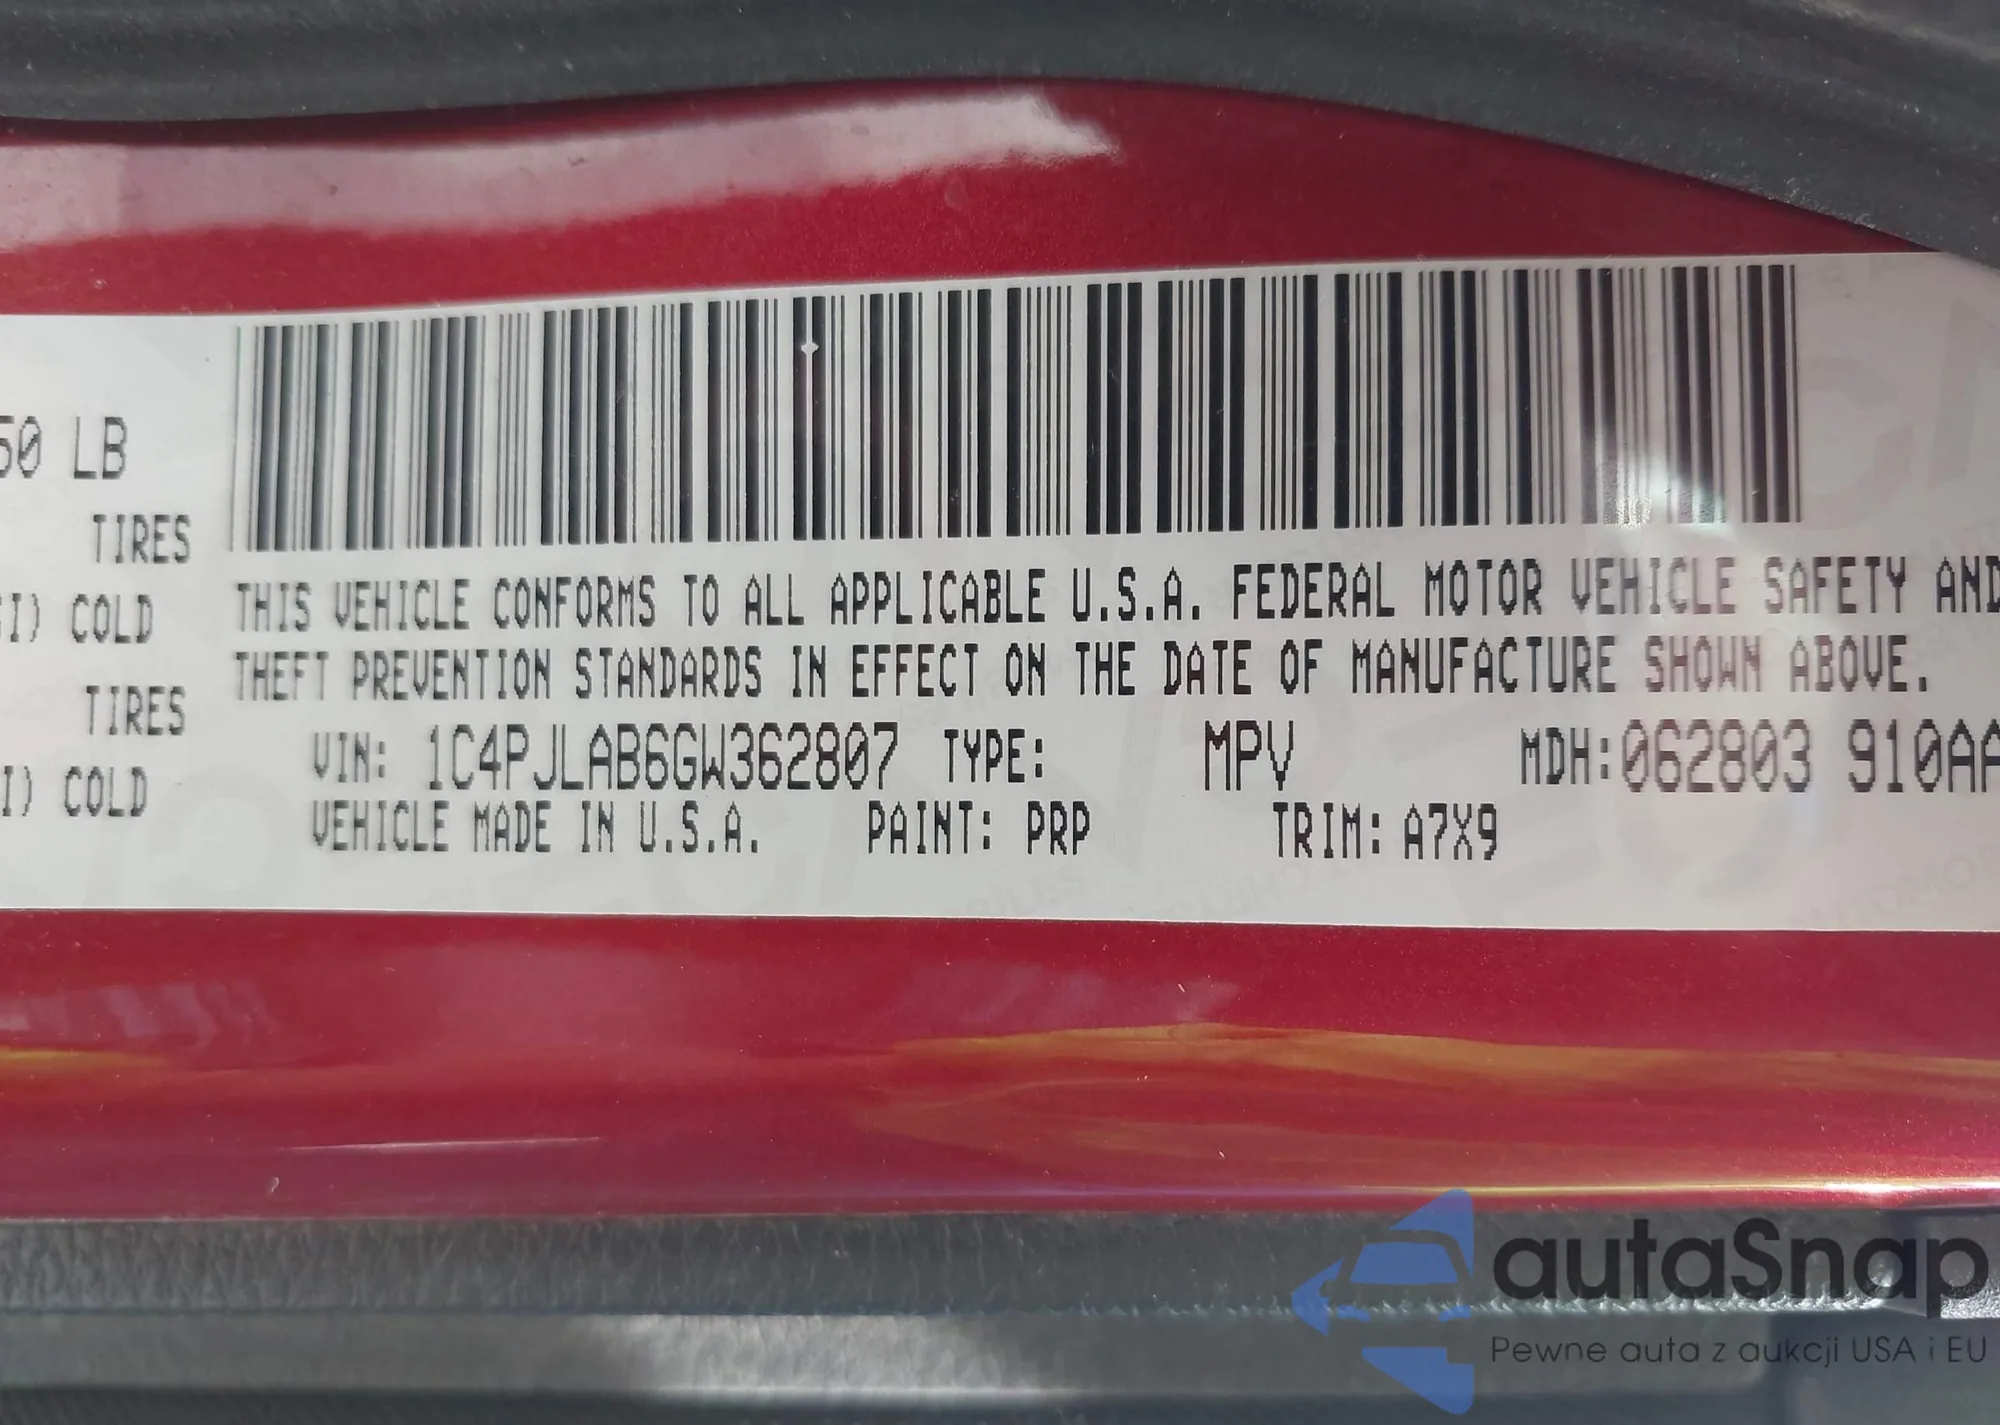 50 LB
TIRES
I) COLD
TIRES
I) COLD
THIS VEHICLE CONFORMS TO ALL APPLICABLE U.S.A. FEDERAL MOTOR VEHICLE SAFETY AND
THEFT PREVENTION STANDARDS IN EFFECT ON THE DATE OF MANUFACTURE SHOWN ABOVE.
VIN: 1C4PJLAB6GW362807 TYPE: MPV MDH:062803 910AA
VEHICLE MADE IN U.S.A. PAINT: PRP TRIM: A7X9
autaSnap
Pewne auta z aukcji USA i EU